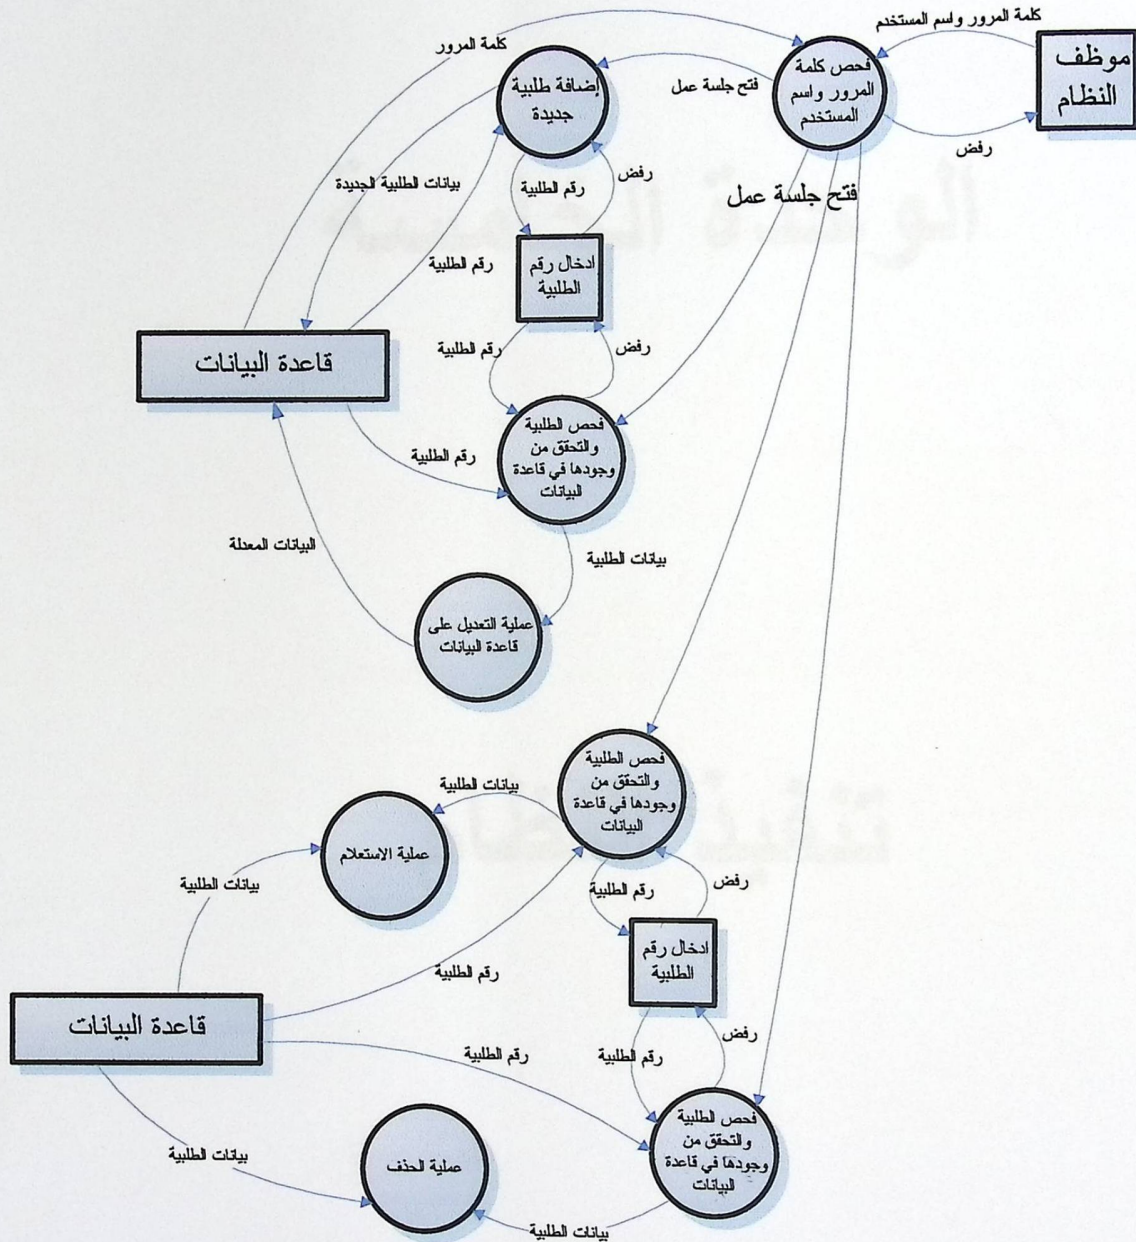 كلمة المرور واسم المستخدم
كلمة المرور
موظف
النظام
فحص كلمة
المرور واسم
المستخدم
إضافة طلبية
جديدة
فتح جلسة عمل
رفض
رفض
رقم الطلبية
بيانات الطلبية الجديدة
فتح جلسة عمل
رقم الطلبية
ادخال رقم
الطلبية
رقم الطلبية
رفض
قاعدة البيانات
فحص الطلبية
والتحقق من
وجودها في قاعدة
البيانات
رقم الطلبية
البيانات المعدلة
بيانات الطلبية
عملية التعديل على
قاعدة البيانات
فحص الطلبية
والتحقق من
وجودها في قاعدة
البيانات
بيانات الطلبية
عملية الاستعلام
بيانات الطلبية
رفض
رقم الطلبية
ادخال رقم
الطلبية
رقم الطلبية
قاعدة البيانات
رفض
رقم الطلبية
رقم الطلبية
فحص الطلبية
والتحقق من
وجودها في قاعدة
البيانات
بيانات الطلبية
عملية الحذف
بيانات الطلبية